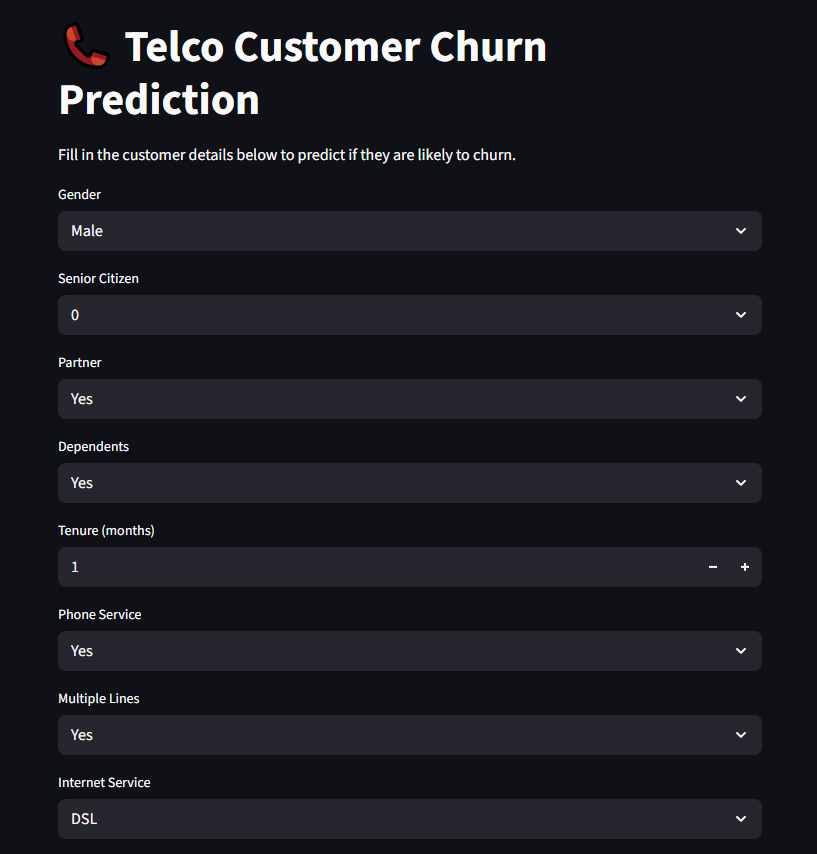 Telco Customer Churn
Prediction
Fill in the customer details below to predict if they are likely to churn.
Gender
Male
Senior Citizen
0
Partner
Yes
Dependents
Yes
Tenure (months)
1
Phone Service
Yes
Multiple Lines
Yes
Internet Service
DSL